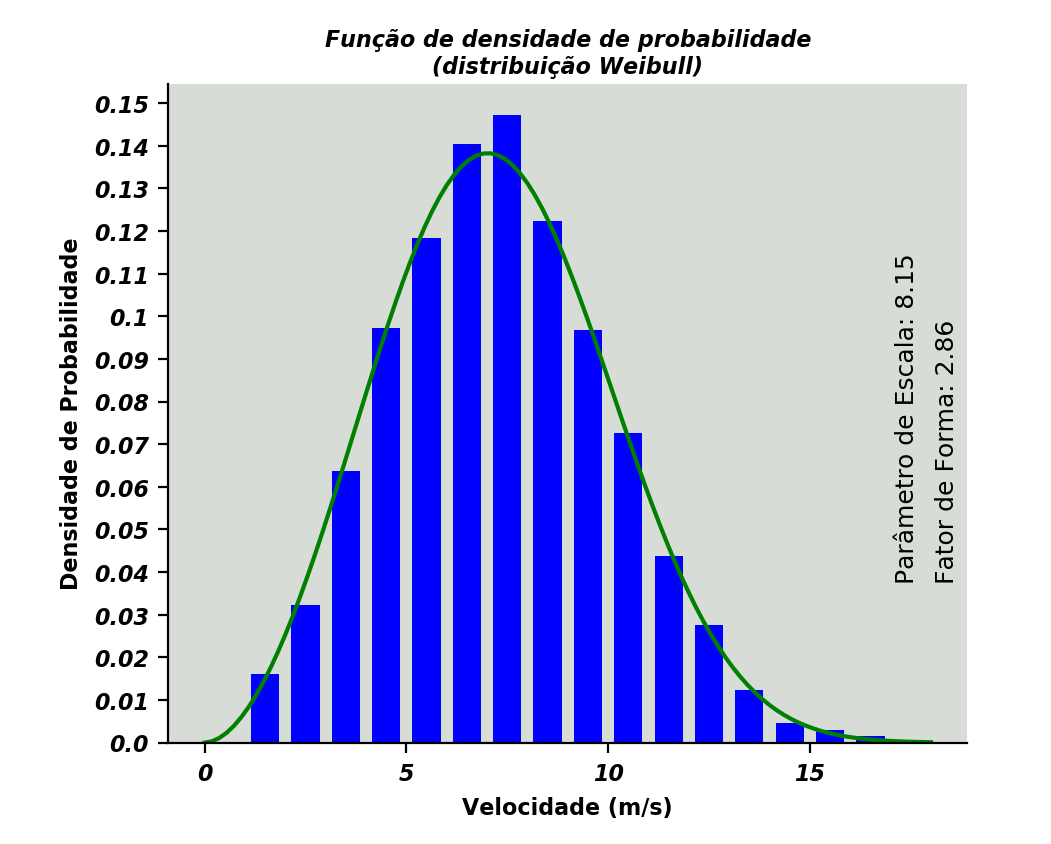 Função de densidade de probabilidade
(distribuição Weibull)
Densidade de Probabilidade
0.15
0.14
0.13
0.12
0.11
0.1
0.09
0.08
0.07
0.06
0.05
0.04
0.03
0.02
0.01
0.0
0 5 10 15
Velocidade (m/s)
Parâmetro de Escala: 8.15
Fator de Forma: 2.86